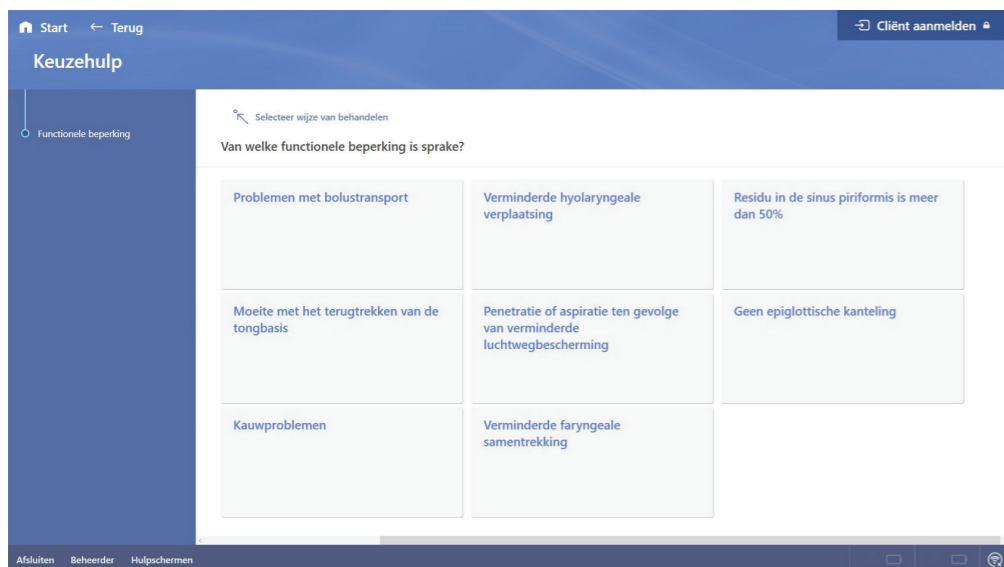 Start
← Terug
Cliënt aanmelden
Keuzehulp
Functionele beperking
Selecteer wijze van behandelen
Van welke functionele beperking is sprake?
Problemen met bolustransport
Verminderde hyolaryngeale
verplaatsing
Residu in de sinus piriformis is meer
dan 50%
Moeite met het terugtrekken van de
tongbasis
Penetratie of aspiratie ten gevolge
van verminderde
luchtwegbescherming
Geen epiglottische kanteling
Kauwproblemen
Verminderde faryngeale
samentrekking
Afsluiten
Beheerder
Hulpschermen